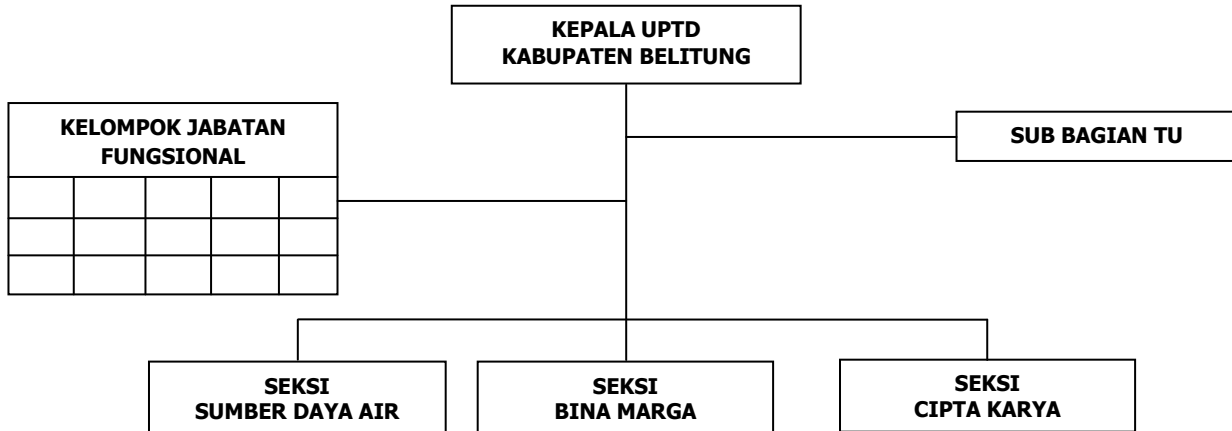 KEPALA UPTD
KABUPATEN BELITUNG
KELOMPOK JABATAN
FUNGSIONAL
SUB BAGIAN TU
SEKSI
SUMBER DAYA AIR
SEKSI
BINA MARGA
SEKSI
CIPTA KARYA